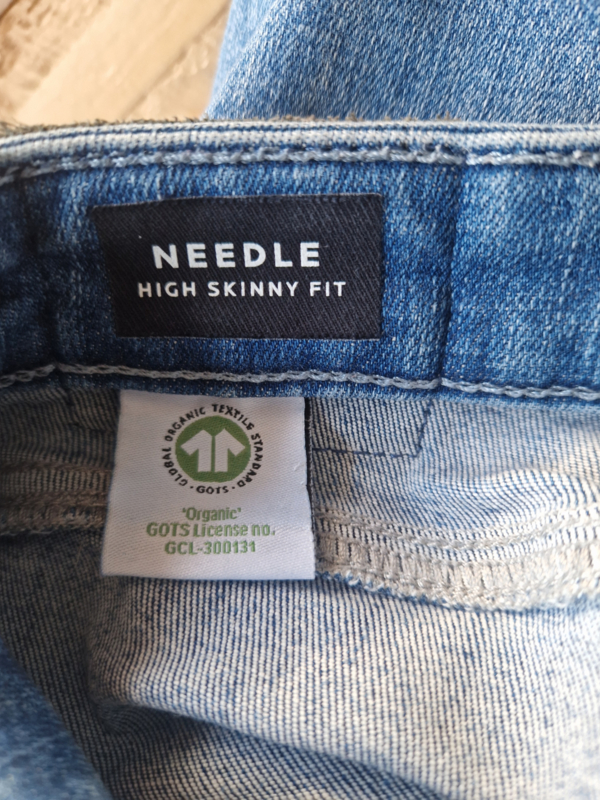 NEEDLE
HIGH SKINNY FIT
GLOBAL ORGANIC TEXTILE STANDARD
· GOTS ·
'Organic'
GOTS License no.
GCL-300131